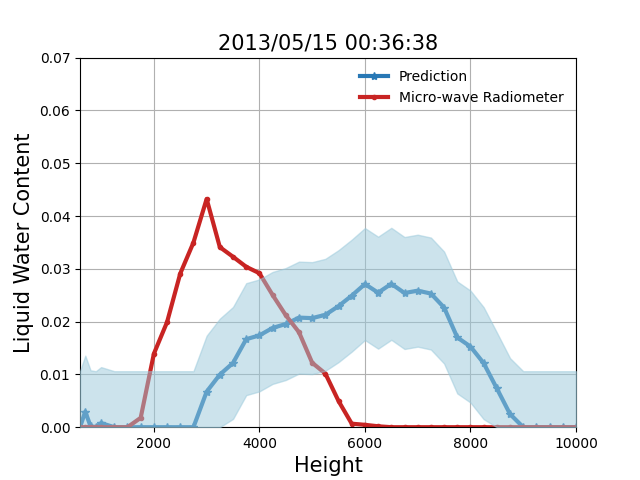 2013/05/15 00:36:38
Prediction
Micro-wave Radiometer
Liquid Water Content
0.07
0.06
0.05
0.04
0.03
0.02
0.01
0.00
2000 4000 6000 8000 10000
Height